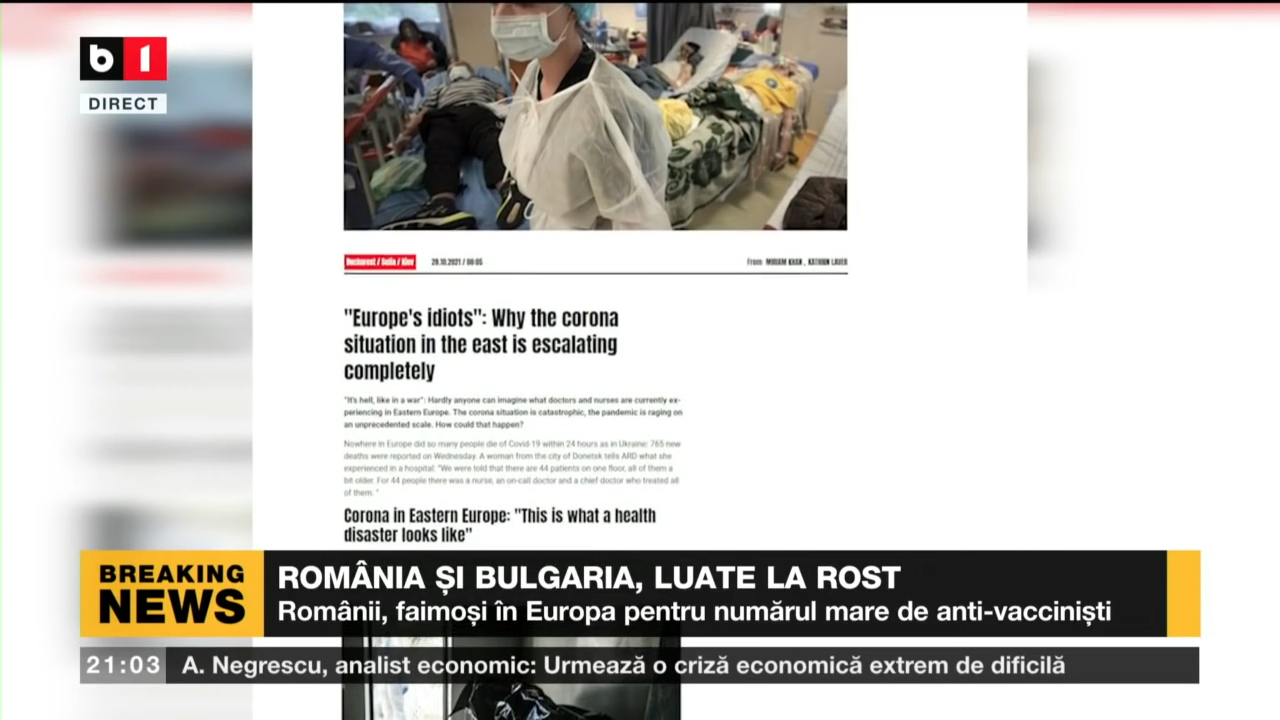 b1
DIRECT
Bucharest / Sofia / Kiev
29.10.2021 / 00:05
From MIRIAM KHAN , KATHRIN LAUER
"Europe's idiots": Why the corona
situation in the east is escalating
completely
"It's hell, like in a war": Hardly anyone can imagine what doctors and nurses are currently ex-
periencing in Eastern Europe. The corona situation is catastrophic, the pandemic is raging on
an unprecedented scale. How could that happen?
Nowhere in Europe did so many people die of Covid-19 within 24 hours as in Ukraine: 765 new
deaths were reported on Wednesday. A woman from the city of Donetsk tells ARD what she
experienced in a hospital: "We were told that there are 44 patients on one floor, all of them a
bit older. For 44 people there was a nurse, an on-call doctor and a chief doctor who treated all
of them. "
Corona in Eastern Europe: "This is what a health
disaster looks like"
BREAKING
NEWS
ROMÂNIA ȘI BULGARIA, LUATE LA ROST
Românii, faimoși în Europa pentru numărul mare de anti-vacciniști
21:03 A. Negrescu, analist economic: Urmează o criză economică extrem de dificilă